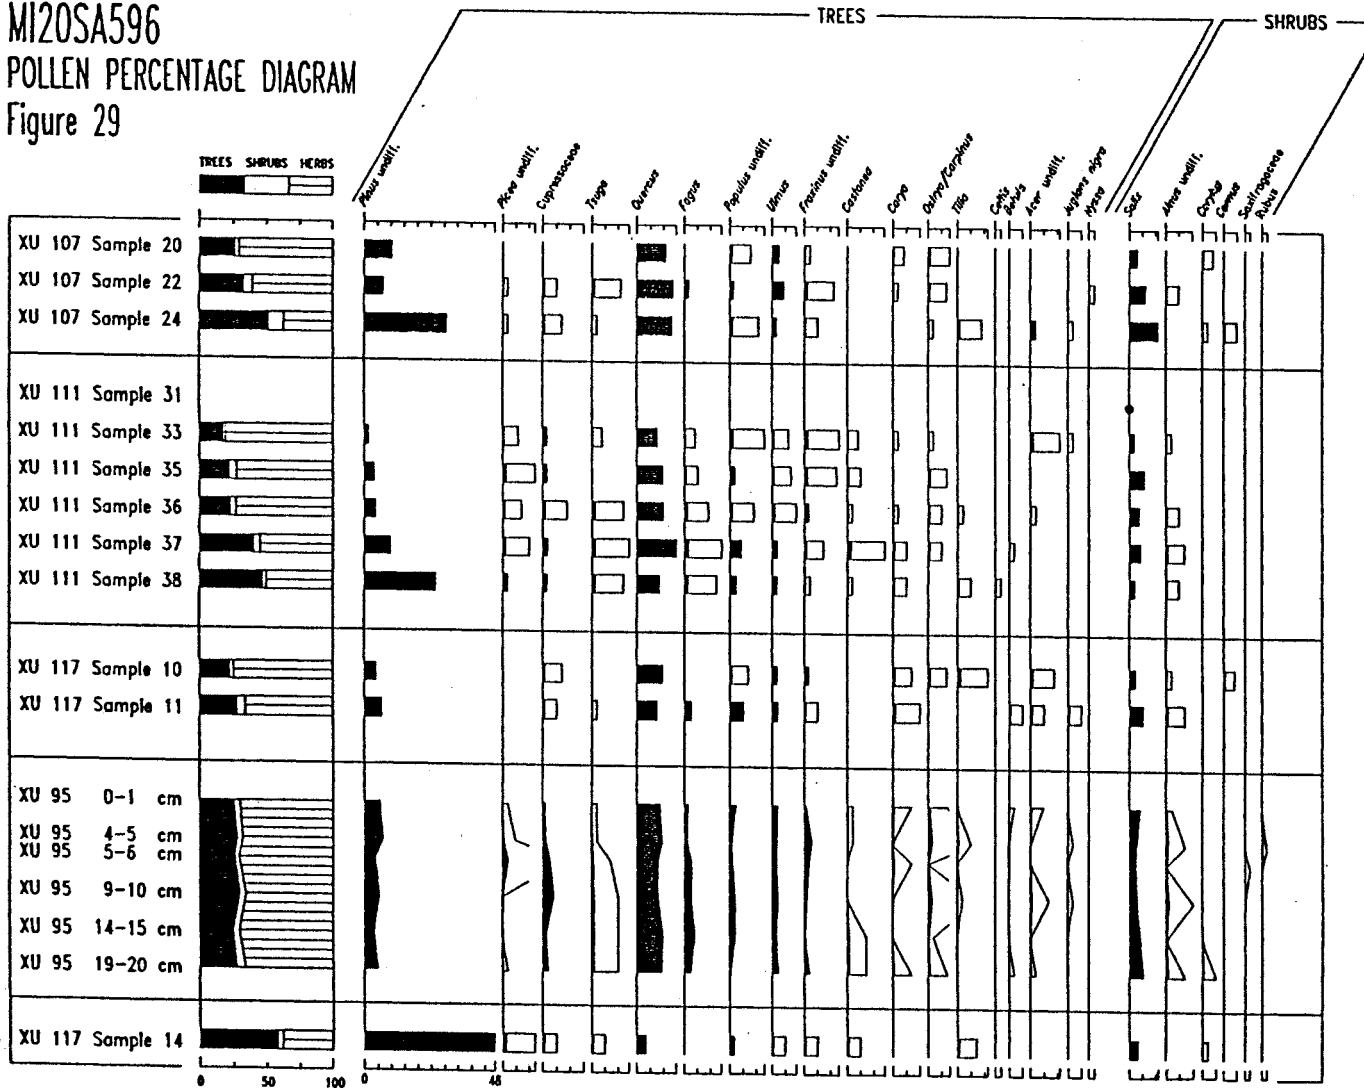 MI20SA596
POLLEN PERCENTAGE DIAGRAM
Figure 29
TREES
SHRUBS
TREES SHRUBS HERBS
Pinus undiff.
Picea undiff.
Cupressaceae
Tsuga
Quercus
Fagus
Populus undiff.
Ulmus
Fraxinus undiff.
Castanea
Carya
Ostrya/Carpinus
Tilia
Celtis
Betula
Acer undiff.
Juglans nigra
Nyssa
Salix
Alnus undiff.
Corylus
Cornus
Saxifragaceae
Rubus
XU 107 Sample 20
XU 107 Sample 22
XU 107 Sample 24
XU 111 Sample 31
XU 111 Sample 33
XU 111 Sample 35
XU 111 Sample 36
XU 111 Sample 37
XU 111 Sample 38
XU 117 Sample 10
XU 117 Sample 11
XU 95 0-1 cm
XU 95 4-5 cm
XU 95 5-6 cm
XU 95 9-10 cm
XU 95 14-15 cm
XU 95 19-20 cm
XU 117 Sample 14
0 50 100
0 48